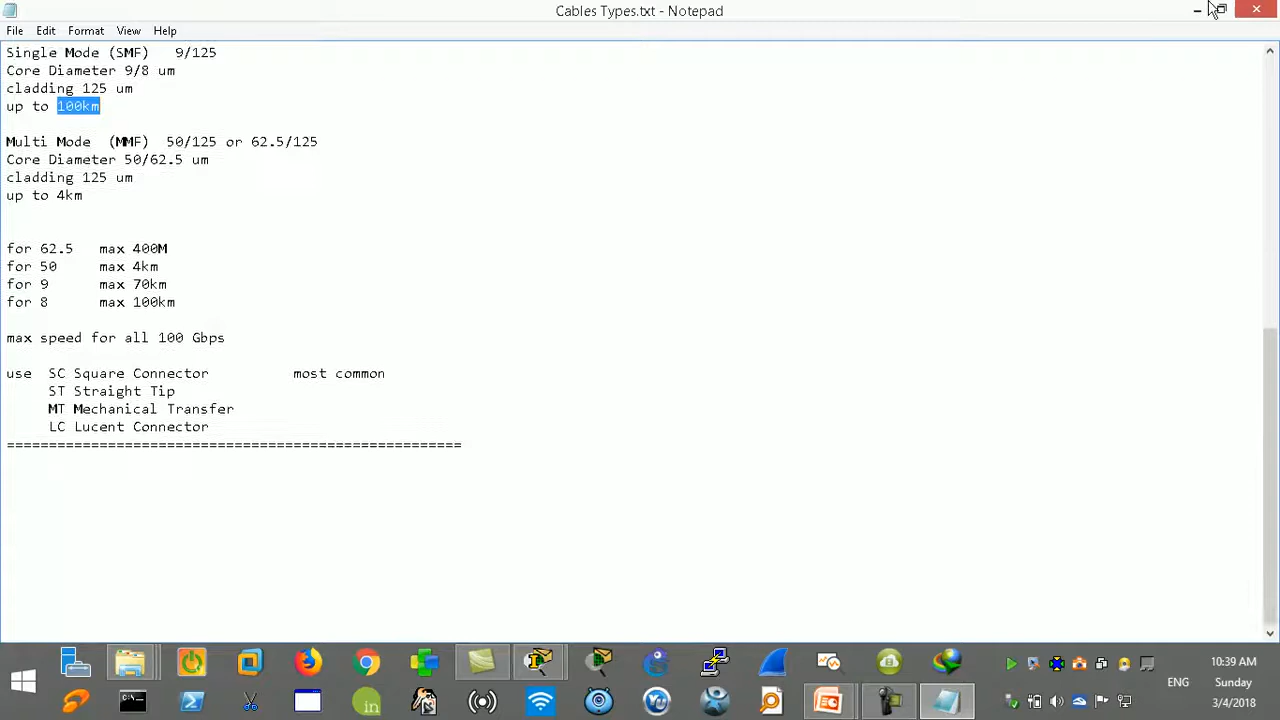 Cables Types.txt - Notepad
File Edit Format View Help
Single Mode (SMF) 9/125
Core Diameter 9/8 um
cladding 125 um
up to 100km
Multi Mode (MMF) 50/125 or 62.5/125
Core Diameter 50/62.5 um
cladding 125 um
up to 4km
for 62.5 max 400M
for 50 max 4km
for 9 max 70km
for 8 max 100km
max speed for all 100 Gbps
use SC Square Connector most common
ST Straight Tip
MT Mechanical Transfer
LC Lucent Connector
======================================================
10:39 AM
ENG Sunday
3/4/2018
in